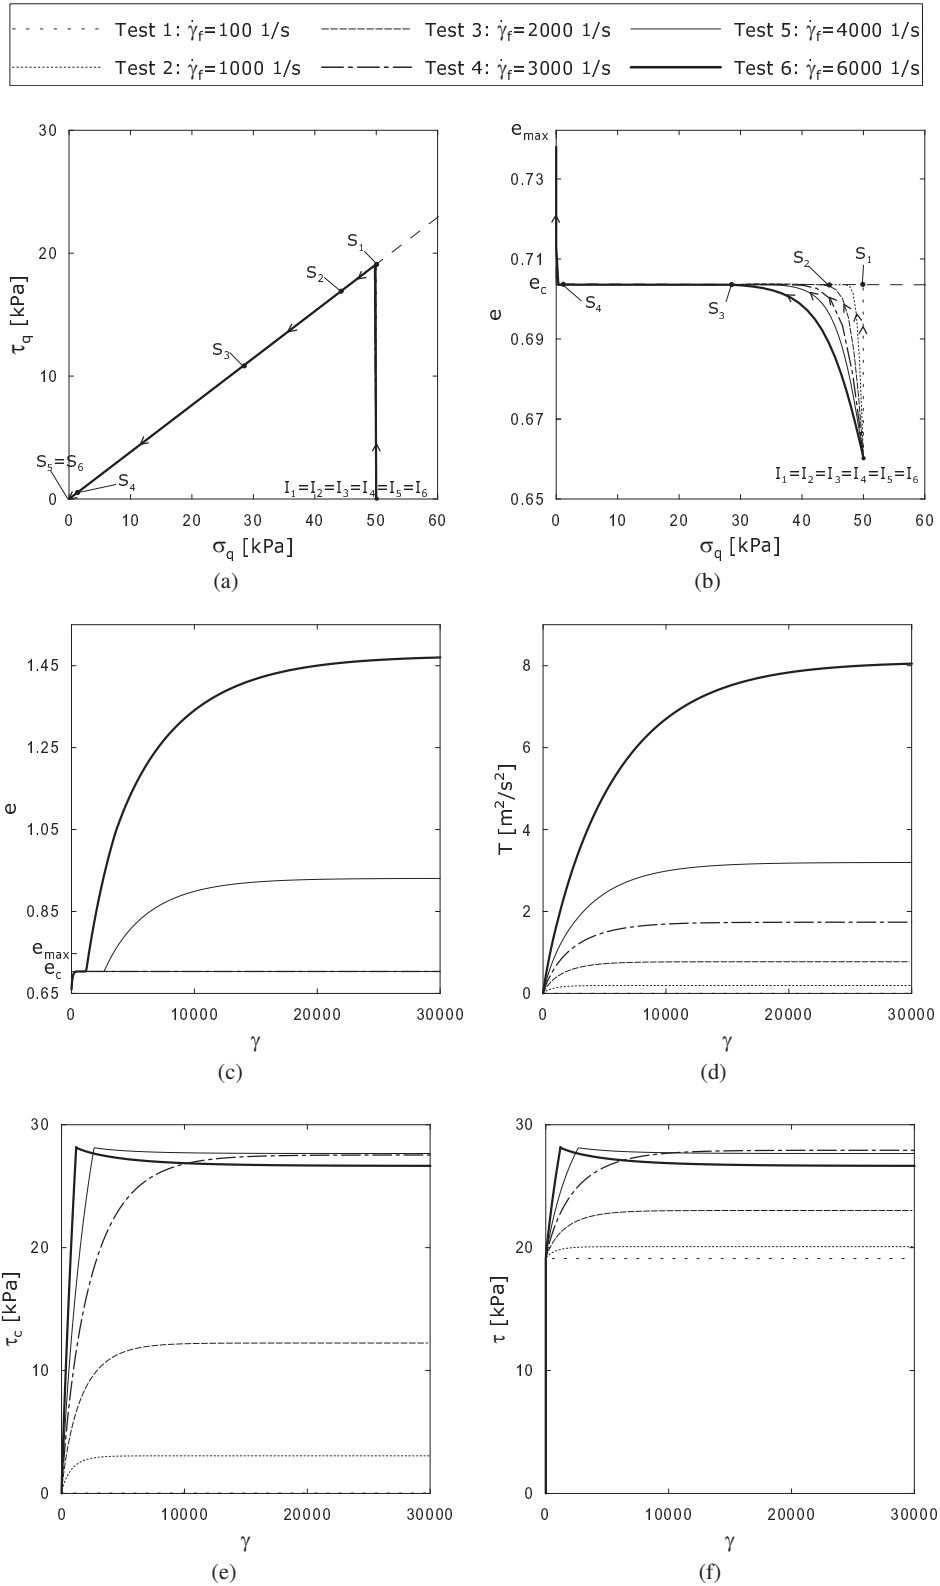 Test 1: γ̇f=100 1/s Test 3: γ̇f=2000 1/s Test 5: γ̇f=4000 1/s
Test 2: γ̇f=1000 1/s Test 4: γ̇f=3000 1/s Test 6: γ̇f=6000 1/s
30
20
10
0
τq [kPa]
S1
S2
S3
S5=S6
S4
I1=I2=I3=I4=I5=I6
0 10 20 30 40 50 60
σq [kPa]
(a)
emax
0.73
0.71
ec
0.69
0.67
0.65
e
S2
S1
S4
S3
I1=I2=I3=I4=I5=I6
0 10 20 30 40 50 60
σq [kPa]
(b)
1.45
1.25
1.05
0.85
emax
ec
0.65
e
0 10000 20000 30000
γ
(c)
8
6
4
2
0
T [m²/s²]
0 10000 20000 30000
γ
(d)
30
20
10
0
τc [kPa]
0 10000 20000 30000
γ
(e)
30
20
10
0
τ [kPa]
0 10000 20000 30000
γ
(f)